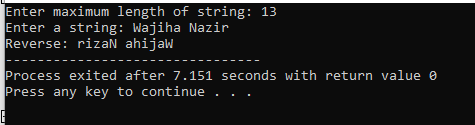 Enter maximum length of string: 13
Enter a string: Wajiha Nazir
Reverse: rizaN ahijaW
--------------------------------
Process exited after 7.151 seconds with return value 0
Press any key to continue . . .